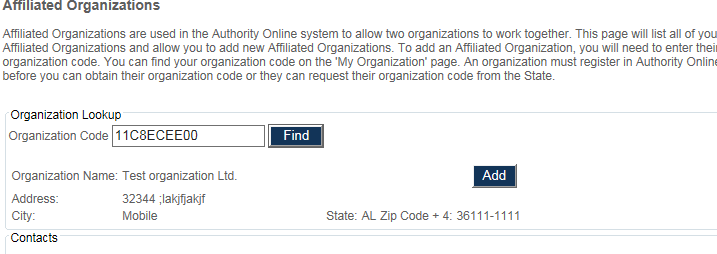 Affiliated Organizations
Affiliated Organizations are used in the Authority Online system to allow two organizations to work together. This page will list all of you
Affiliated Organizations and allow you to add new Affiliated Organizations. To add an Affiliated Organization, you will need to enter thei
organization code. You can find your organization code on the 'My Organization' page. An organization must register in Authority Online
before you can obtain their organization code or they can request their organization code from the State.
Organization Lookup
Organization Code 11C8ECEE00 Find
Organization Name: Test organization Ltd. Add
Address: 32344 ;lakjfjakjf
City: Mobile State: AL Zip Code + 4: 36111-1111
Contacts